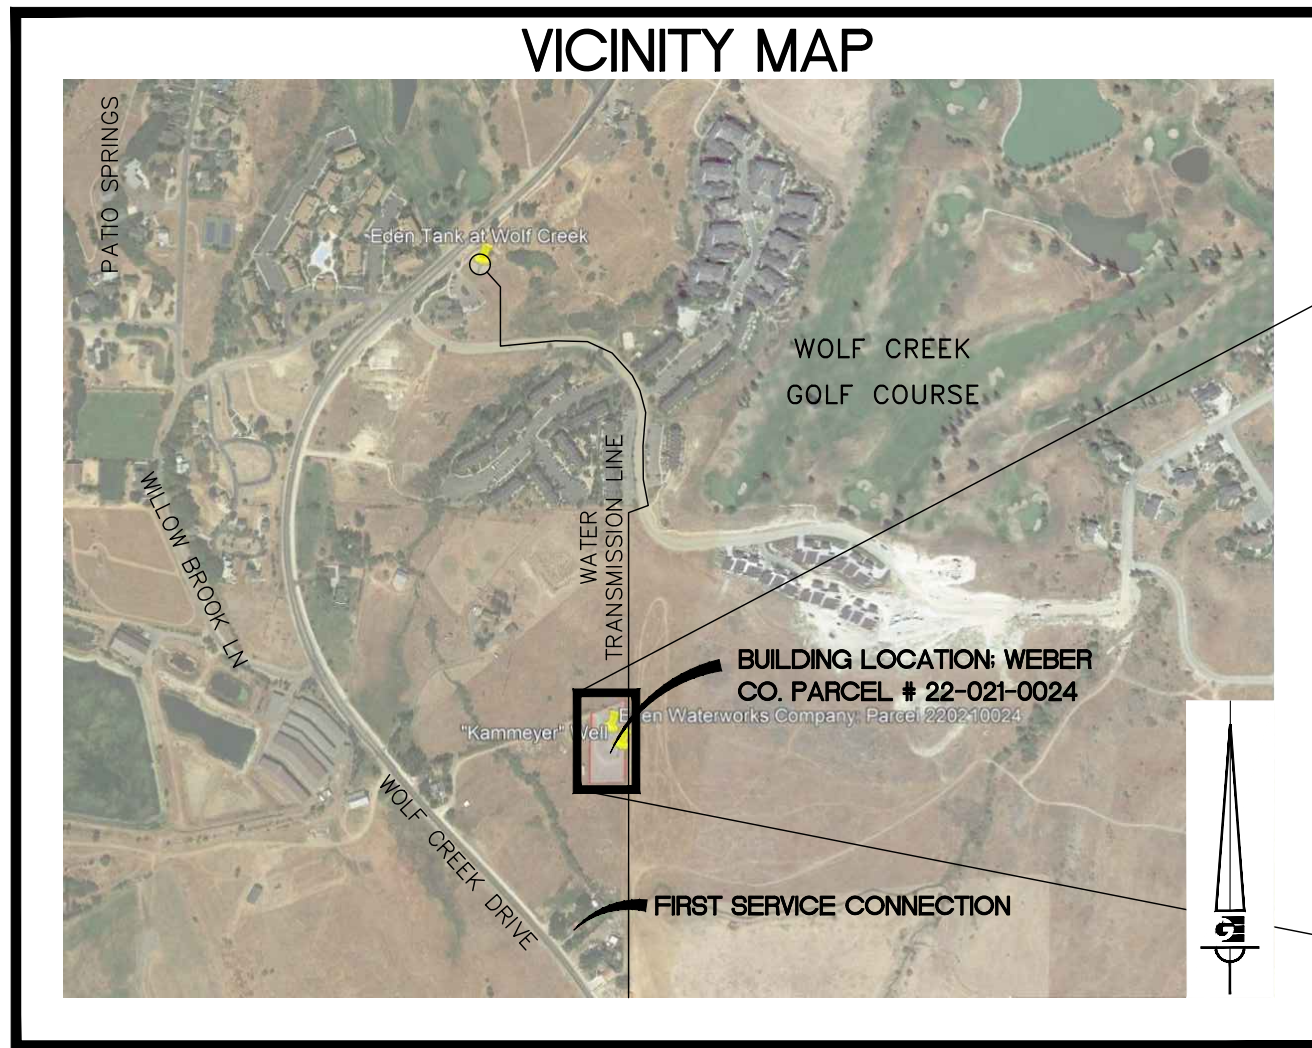 VICINITY MAP
PATIO SPRINGS
Eden Tank at Wolf Creek
WOLF CREEK
GOLF COURSE
WILLOW BROOK LN
WATER
TRANSMISSION LINE
BUILDING LOCATION; WEBER
CO. PARCEL # 22-021-0024
Eden Waterworks Company; Parcel 220210024
"Kammeyer" Well
WOLF CREEK DRIVE
FIRST SERVICE CONNECTION